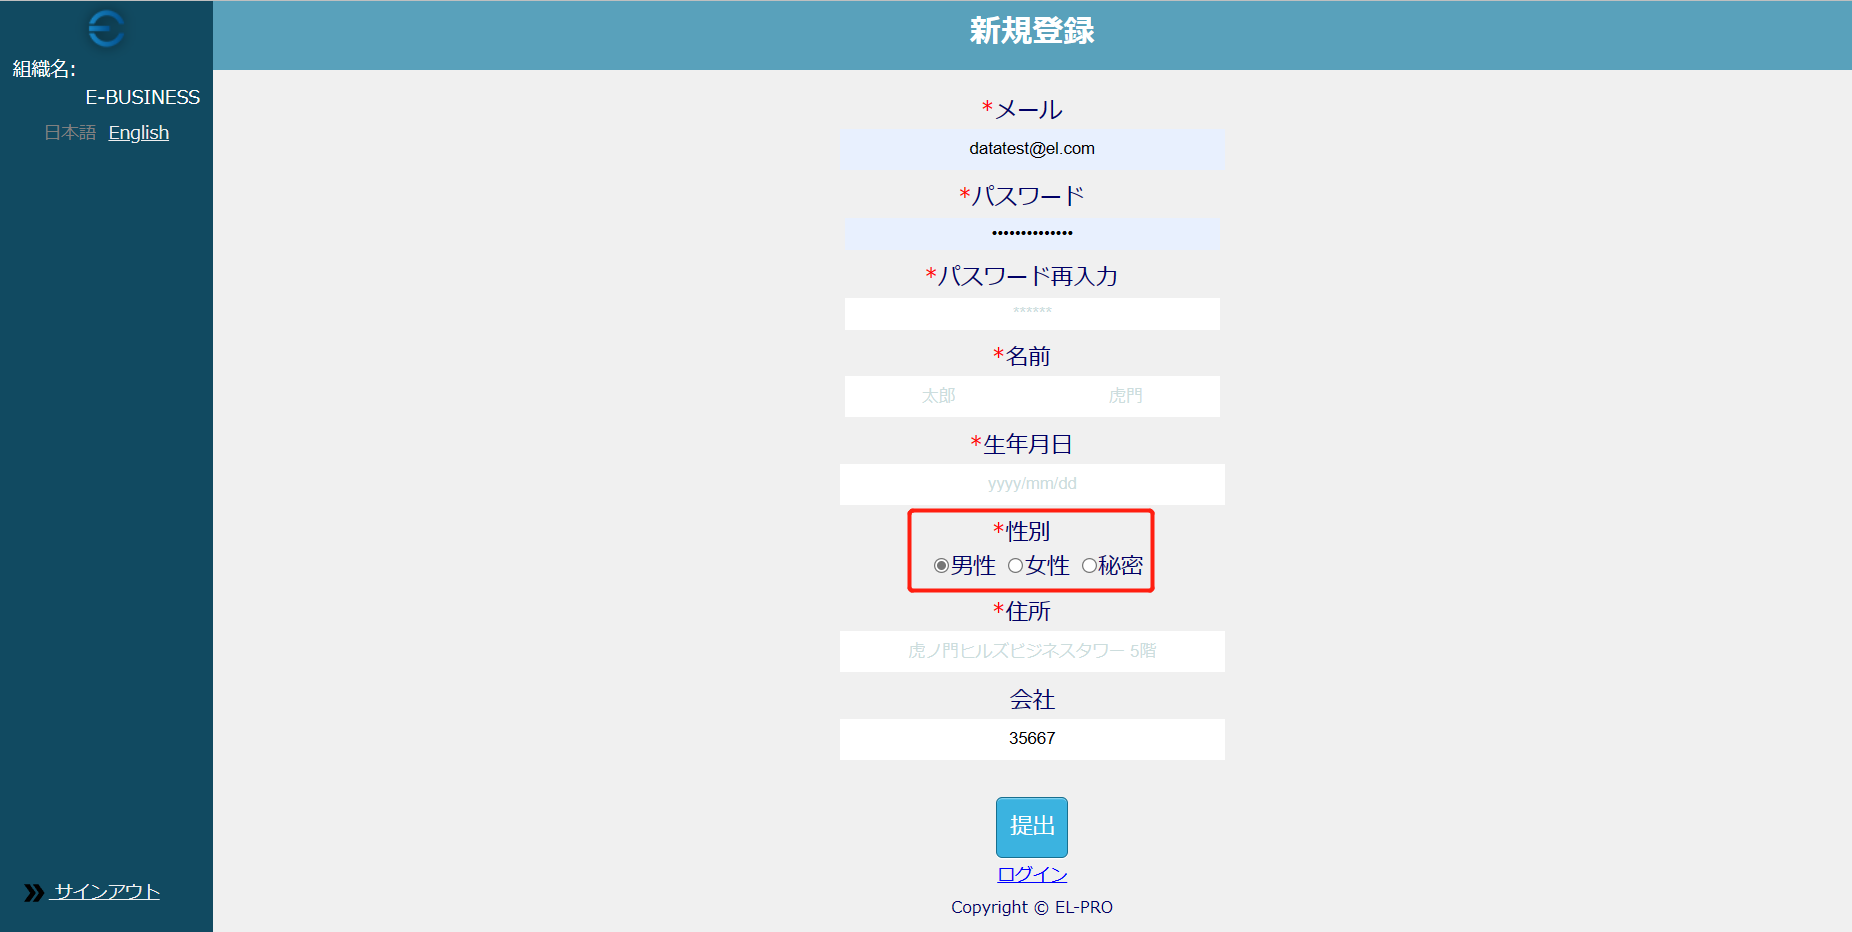 組織名:
E-BUSINESS
日本語 English
サインアウト
新規登録
*メール
datatest@el.com
*パスワード
••••••••••••••
*パスワード再入力
******
*名前
太郎 虎門
*生年月日
yyyy/mm/dd
*性別
男性 女性 秘密
*住所
虎ノ門ヒルズビジネスタワー 5階
会社
35667
提出
ログイン
Copyright © EL-PRO